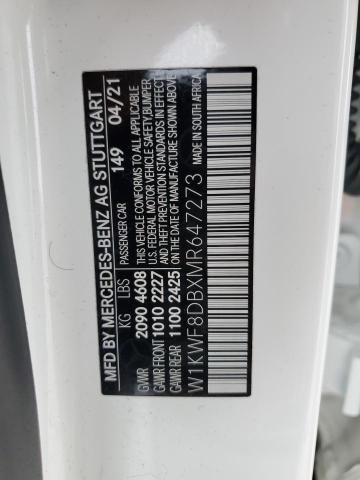 MFD BY MERCEDES-BENZ AG STUTTGART
PASSENGER CAR 149 04/21
KG LBS
GVWR 2090 4608
GAWR FRONT 1010 2227
GAWR REAR 1100 2425
THIS VEHICLE CONFORMS TO ALL APPLICABLE
U.S. FEDERAL MOTOR VEHICLE SAFETY, BUMPER,
AND THEFT PREVENTION STANDARDS IN EFFECT
ON THE DATE OF MANUFACTURE SHOWN ABOVE.
W1KWF8DBXMR647273 MADE IN SOUTH AFRICA